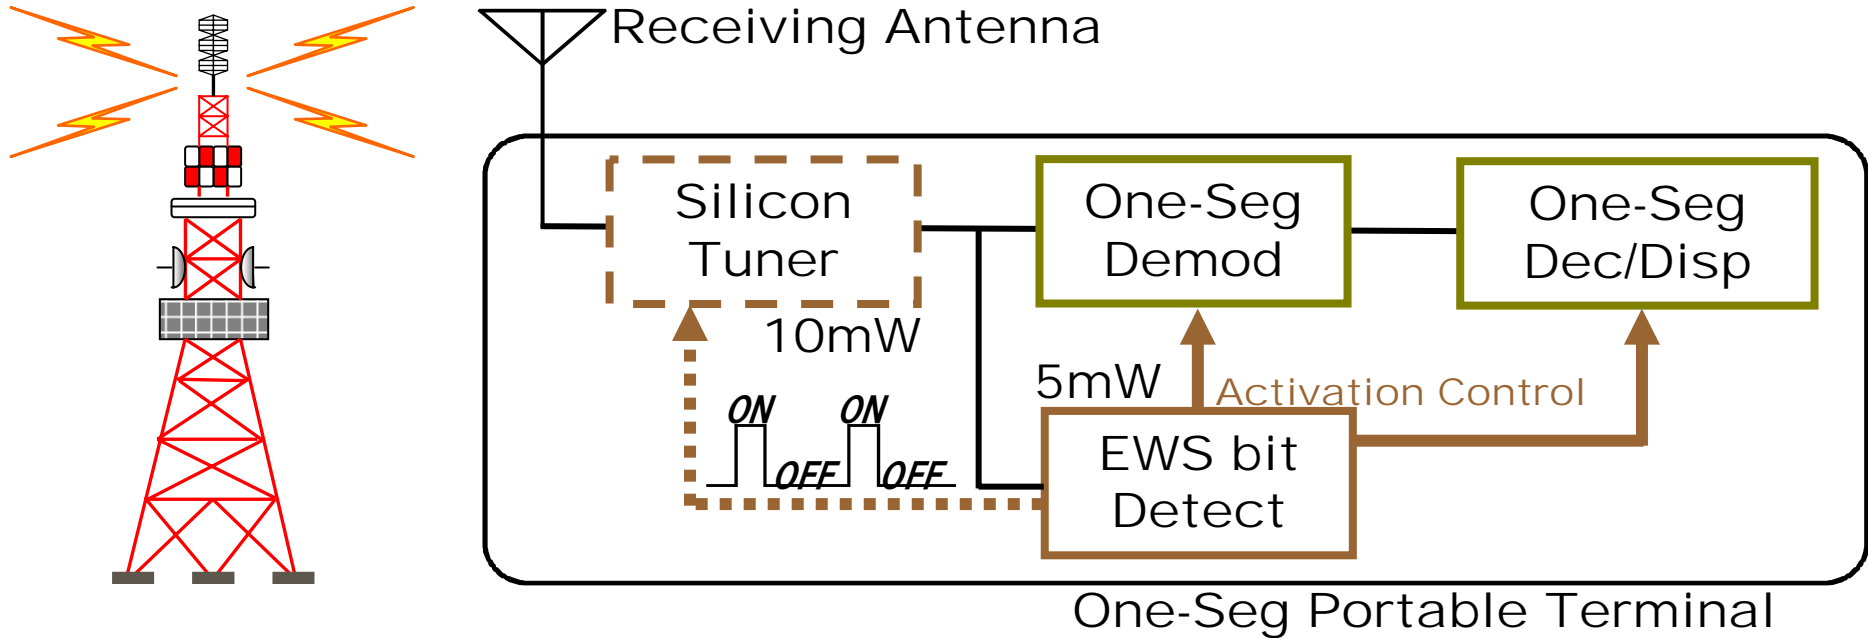 Receiving Antenna
Silicon
Tuner
One-Seg
Demod
One-Seg
Dec/Disp
10mW
5mW
Activation Control
ON
ON
OFF
OFF
EWS bit
Detect
One-Seg Portable Terminal